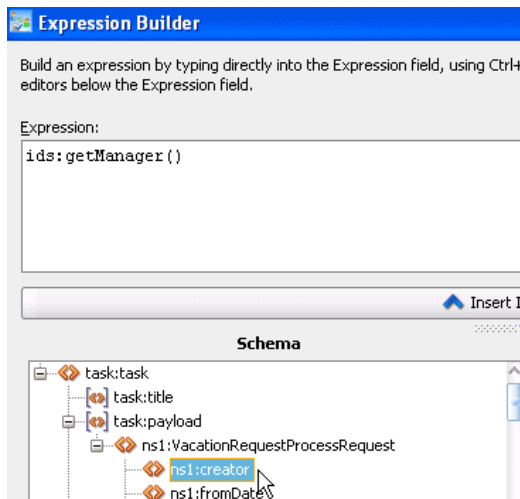 Expression Builder
Build an expression by typing directly into the Expression field, using Ctrl+
editors below the Expression field.
Expression:
ids:getManager()
Insert I
Schema
task:task
task:title
task:payload
ns1:VacationRequestProcessRequest
ns1:creator
ns1:fromDate